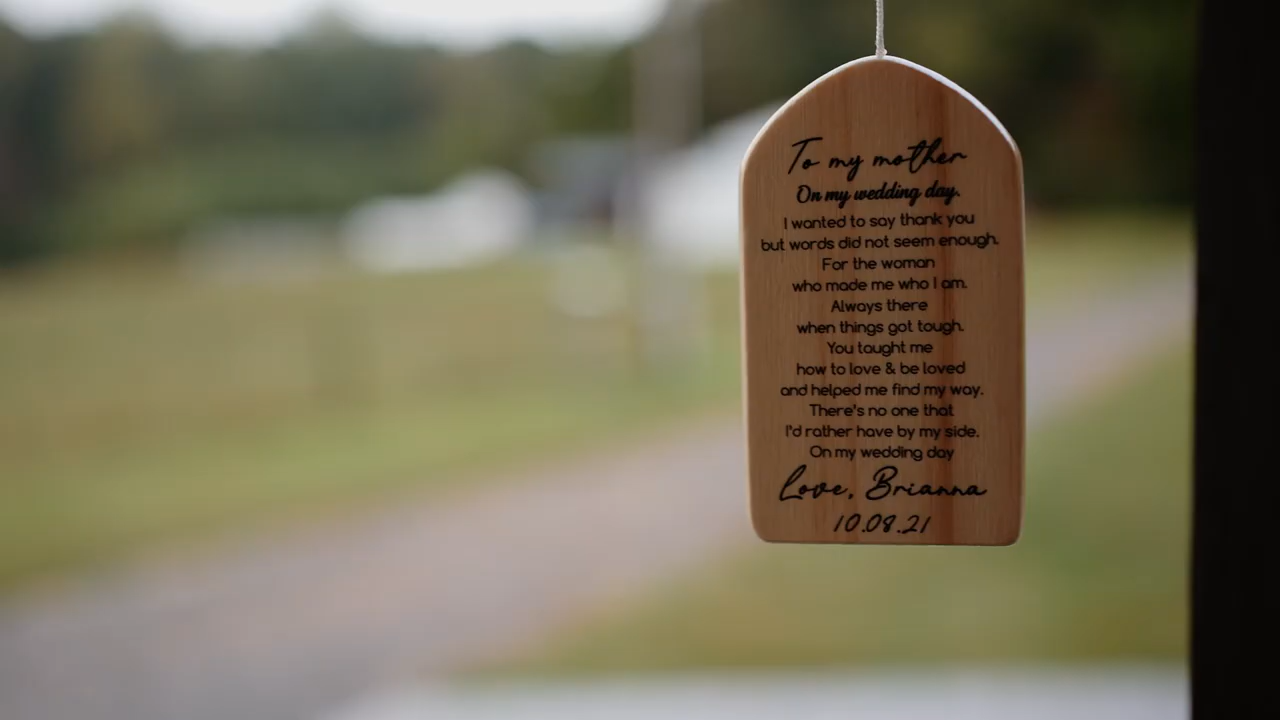 To my mother
On my wedding day.
I wanted to say thank you
but words did not seem enough.
For the woman
who made me who I am.
Always there
when things got tough.
You taught me
how to love & be loved
and helped me find my way.
There's no one that
I'd rather have by my side.
On my wedding day
Love, Brianna
10.08.21